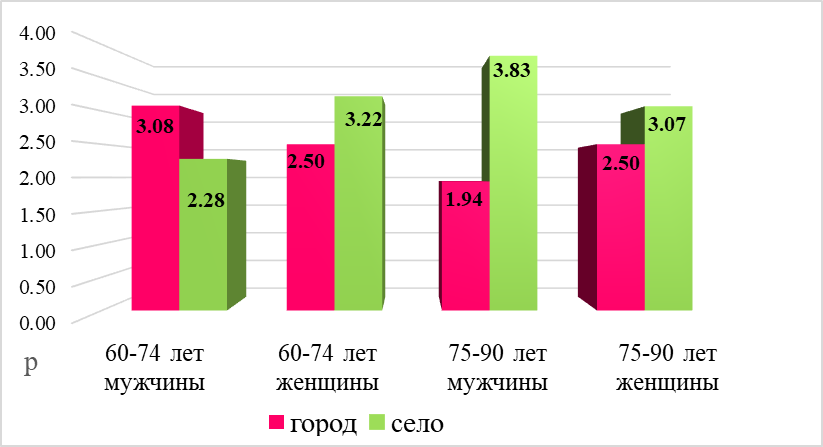 4.00
3.50
3.00
2.50
2.00
1.50
1.00
0.50
0.00
3.08
2.28
2.50
3.22
1.94
3.83
2.50
3.07
р
60-74 лет
мужчины
60-74 лет
женщины
75-90 лет
мужчины
75-90 лет
женщины
город село